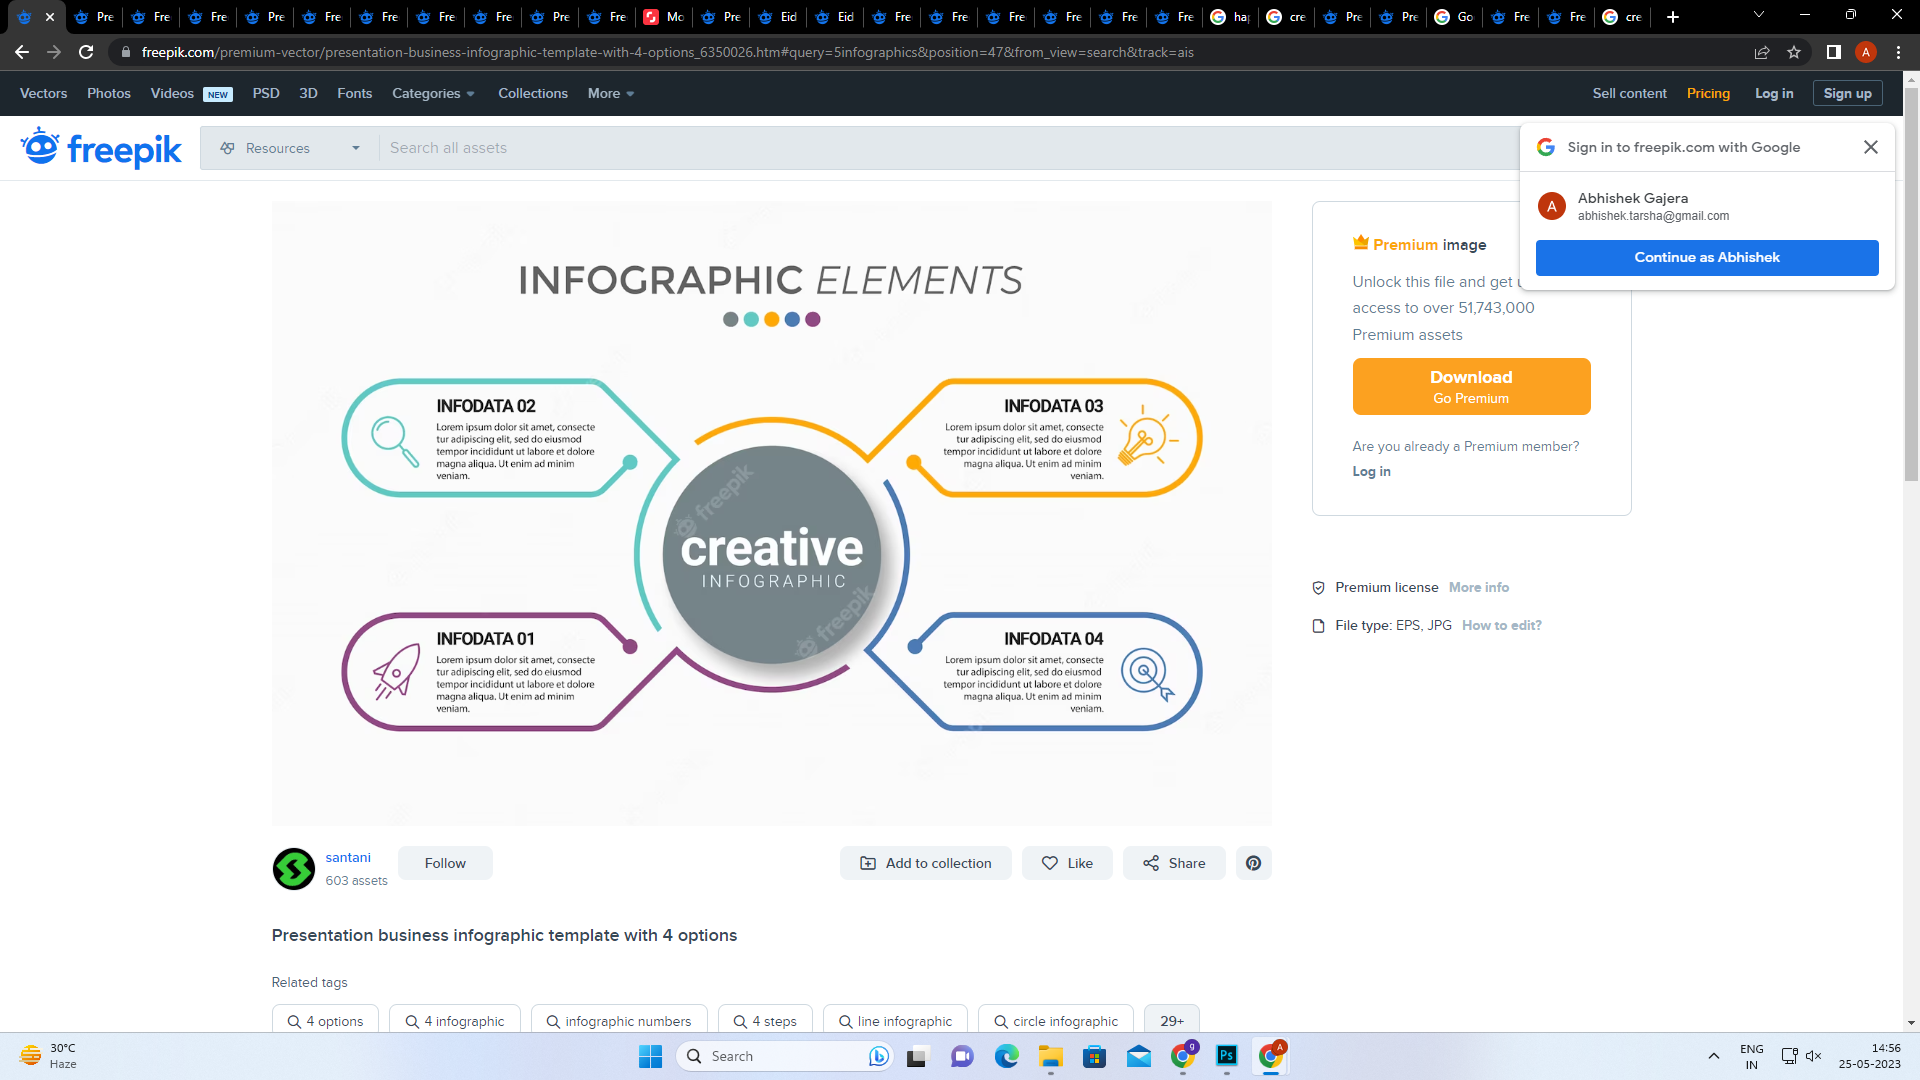 Pre
Fre
Fre
Pre
Fre
Fre
Fre
Fre
Pre
Fre
Mo
Pre
Eid
Eid
Fre
Fre
Fre
Fre
Fre
Fre
hap
cre
Pre
Pre
Go
Fre
Fre
cre
freepik.com/premium-vector/presentation-business-infographic-template-with-4-options_6350026.htm#query=5infographics&position=47&from_view=search&track=ais
A
Vectors Photos Videos NEW PSD 3D Fonts Categories Collections More
Sell content Pricing Log in Sign up
freepik
Resources
Search all assets
Sign in to freepik.com with Google
A
Abhishek Gajera
abhishek.tarsha@gmail.com
Continue as Abhishek
INFOGRAPHIC ELEMENTS
INFODATA 02
Lorem ipsum dolor sit amet, consecte
tur adipiscing elit, sed do eiusmod
tempor incididunt ut labore et dolore
magna aliqua. Ut enim ad minim
veniam.
INFODATA 03
Lorem ipsum dolor sit amet, consecte
tur adipiscing elit, sed do eiusmod
tempor incididunt ut labore et dolore
magna aliqua. Ut enim ad minim
veniam.
freepik
creative
INFOGRAPHIC
freepik
INFODATA 01
Lorem ipsum dolor sit amet, consecte
tur adipiscing elit, sed do eiusmod
tempor incididunt ut labore et dolore
magna aliqua. Ut enim ad minim
veniam.
INFODATA 04
Lorem ipsum dolor sit amet, consecte
tur adipiscing elit, sed do eiusmod
tempor incididunt ut labore et dolore
magna aliqua. Ut enim ad minim
veniam.
Premium image
Unlock this file and get
access to over 51,743,000
Premium assets
Download
Go Premium
Are you already a Premium member?
Log in
Premium license More info
File type: EPS, JPG How to edit?
santani
603 assets
Follow
Add to collection
Like
Share
Presentation business infographic template with 4 options
Related tags
4 options
4 infographic
infographic numbers
4 steps
line infographic
circle infographic
29+
30°C
Haze
Search
g
Ps
A
ENG
IN
14:56
25-05-2023